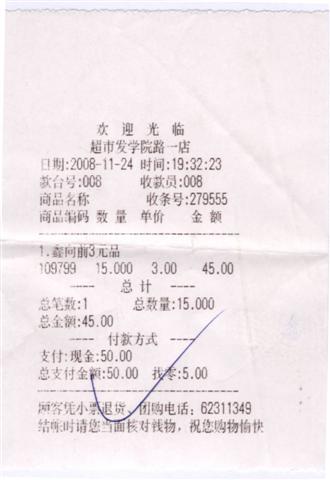 欢 迎 光 临
超市发学院路一店
日期:2008-11-24 时间:19:32:23
款台号:008 收款员:008
商品名称 收条号:279555
商品编码 数 量 单价 金 额
1.鑫向前3元品
109799 15.000 3.00 45.00
---- 总 计 ----
总笔数:1 总数量:15.000
总金额:45.00
---- 付款方式 ----
支付:现金:50.00
总支付金额:50.00 找零:5.00
顾客凭小票退货、团购电话：62311349
结帐时请您当面核对钱物，祝您购物愉快